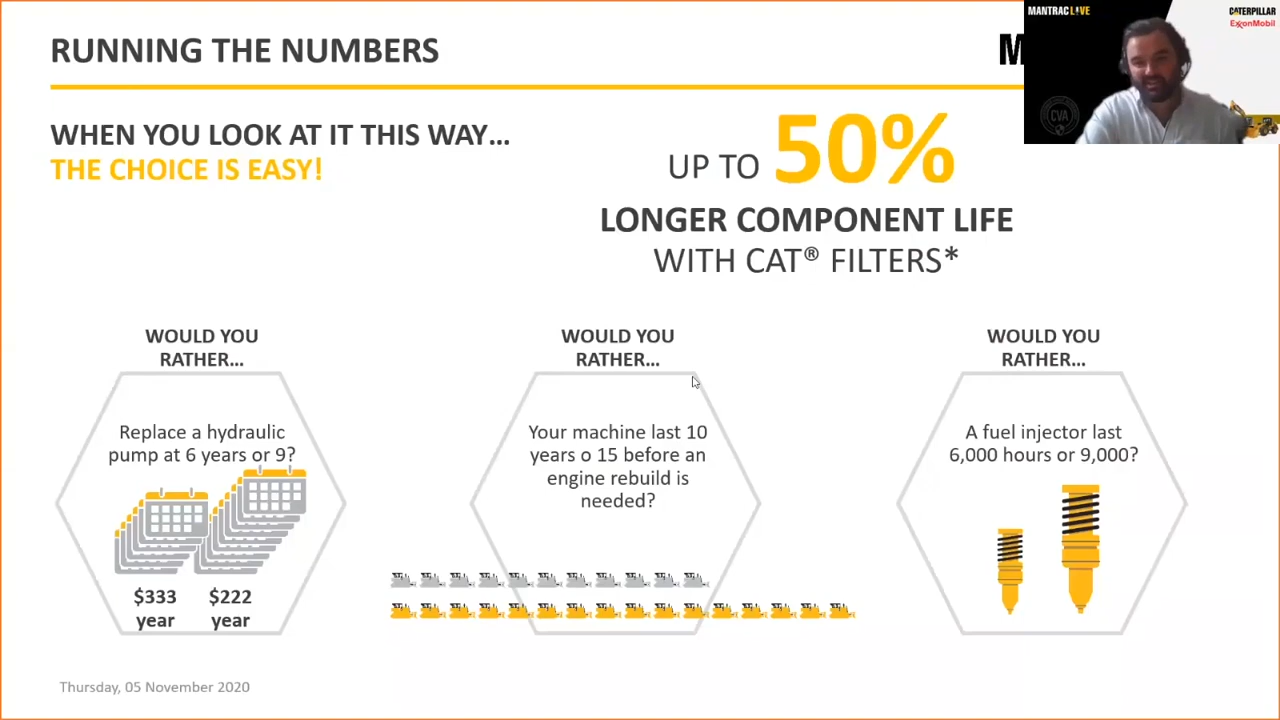 RUNNING THE NUMBERS
M
MANTRAC LIVE
CATERPILLAR
ExxonMobil
CVA
WHEN YOU LOOK AT IT THIS WAY...
THE CHOICE IS EASY!
UP TO 50%
LONGER COMPONENT LIFE
WITH CAT® FILTERS*
WOULD YOU
RATHER...
Replace a hydraulic
pump at 6 years or 9?
$333
year
$222
year
WOULD YOU
RATHER...
Your machine last 10
years o 15 before an
engine rebuild is
needed?
WOULD YOU
RATHER...
A fuel injector last
6,000 hours or 9,000?
Thursday, 05 November 2020